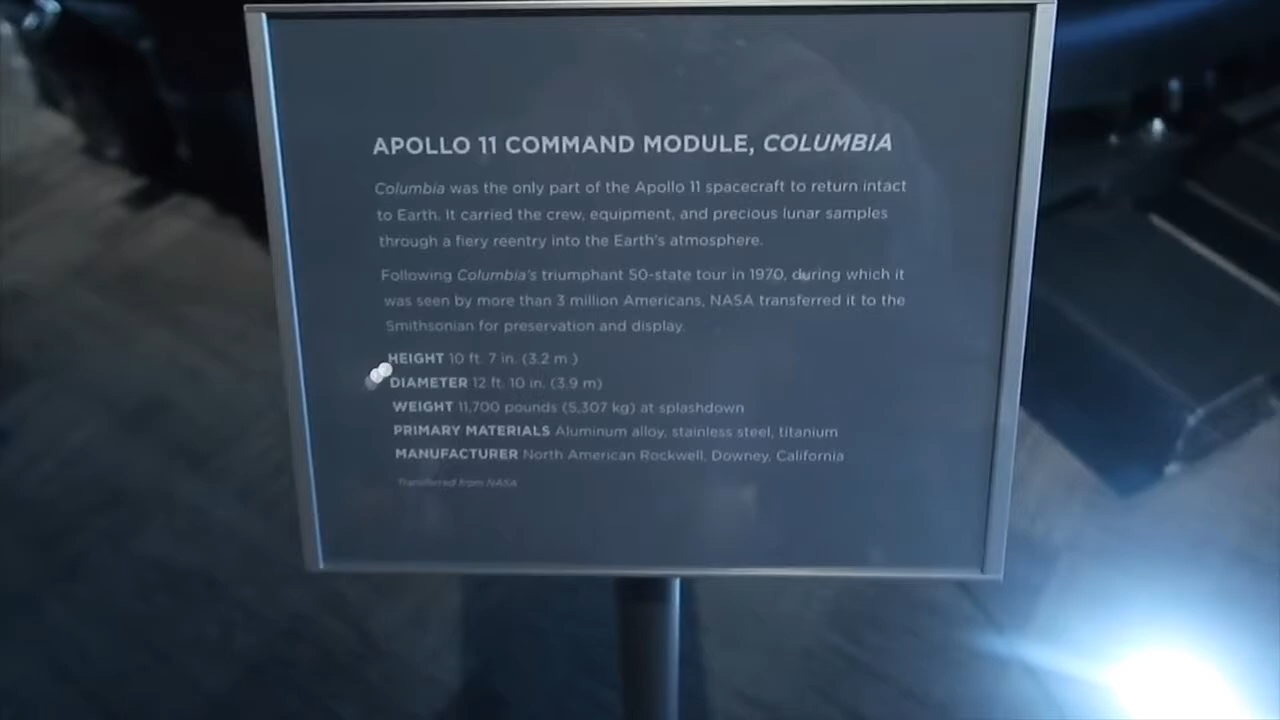 APOLLO 11 COMMAND MODULE, COLUMBIA
Columbia was the only part of the Apollo 11 spacecraft to return intact
to Earth. It carried the crew, equipment, and precious lunar samples
through a fiery reentry into the Earth's atmosphere.
Following Columbia's triumphant 50-state tour in 1970, during which it
was seen by more than 3 million Americans, NASA transferred it to the
Smithsonian for preservation and display.
HEIGHT 10 ft. 7 in. (3.2 m.)
DIAMETER 12 ft. 10 in. (3.9 m)
WEIGHT 11,700 pounds (5,307 kg) at splashdown
PRIMARY MATERIALS Aluminum alloy, stainless steel, titanium
MANUFACTURER North American Rockwell, Downey, California
Transferred from NASA